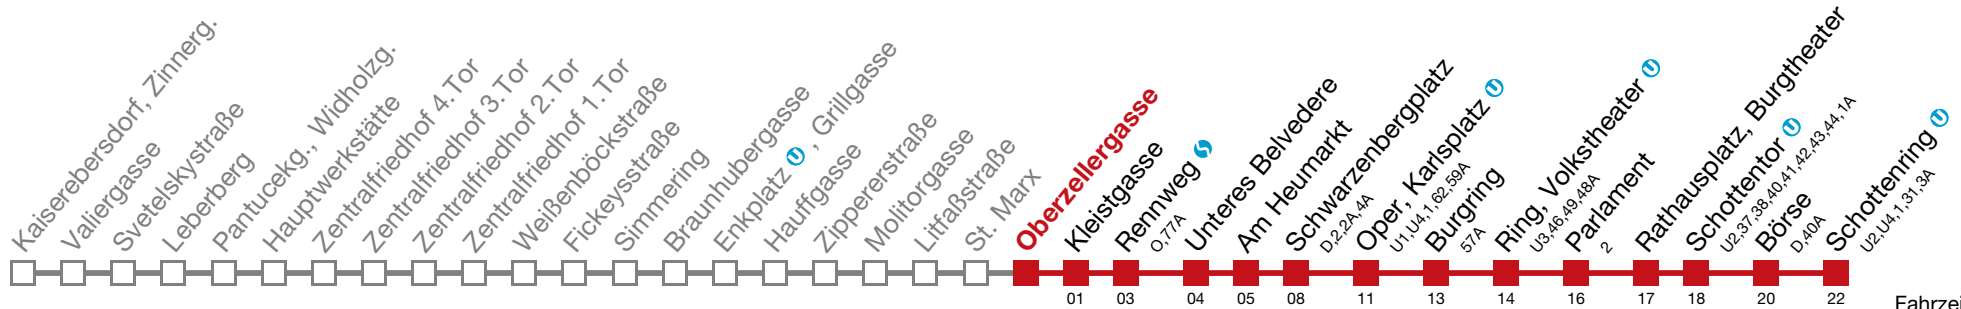 Kaiserebersdorf, Zinnerg.
Valiergasse
Svetelskystraße
Leberberg
Pantucekg., Widholzg.
Hauptwerkstätte
Zentralfriedhof 4.Tor
Zentralfriedhof 3.Tor
Zentralfriedhof 2.Tor
Zentralfriedhof 1.Tor
Weißenböckstraße
Fickeysstraße
Simmering
Braunhubergasse
Enkplatz U , Grillgasse
Hauffgasse
Zippererstraße
Molitorgasse
Litfaßstraße
St. Marx
Oberzellergasse
Kleistgasse
01
Rennweg S
O,77A
03
Unteres Belvedere
04
Am Heumarkt
05
Schwarzenbergplatz
D,2,2A,4A
08
Oper, Karlsplatz U
U1,U4,1,62,59A
11
Burgring
57A
13
Ring, Volkstheater U
U3,46,49,48A
14
Parlament
2
16
Rathausplatz, Burgtheater
17
Schottentor U
U2,37,38,40,41,42,43,44,1A
18
Börse
D,40A
20
Schottenring U
U2,U4,1,31,3A
22
Fahrzei